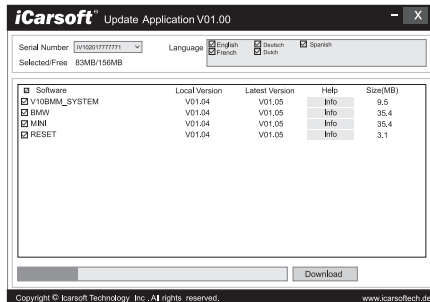 iCarsoft® Update Application V01.00
– X
Serial Number IV102017777771 Language English Deutsch Spanish
French Dutch
Selected/Free 83MB/156MB
Software Local Version Latest Version Help Size(MB)
V10BMM_SYSTEM V01.04 V01,05 Info 9.5
BMW V01.04 V01,05 Info 35.4
MINI V01.04 V01,05 Info 35,4
RESET V01.04 V01,05 Info 3.1
Download
Copyright © Icarsoft Technology Inc . All rights reserved. www.icarsoftech.de